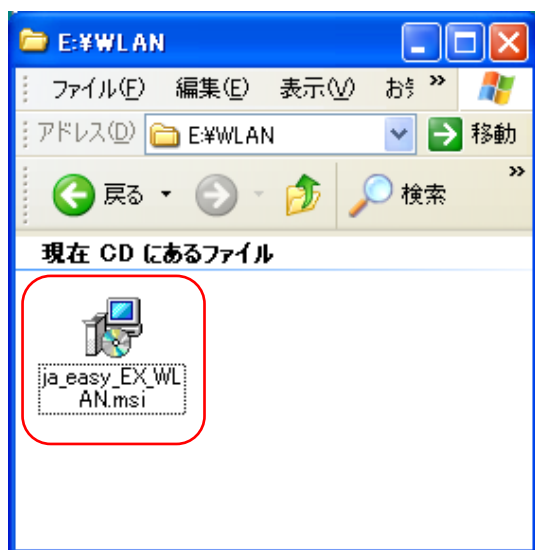 E:¥WLAN
ファイル(F) 編集(E) 表示(V) お »
アドレス(D) E:¥WLAN 移動
戻る 検索 »
現在 CD にあるファイル
ja_easy_EX_WL
AN.msi